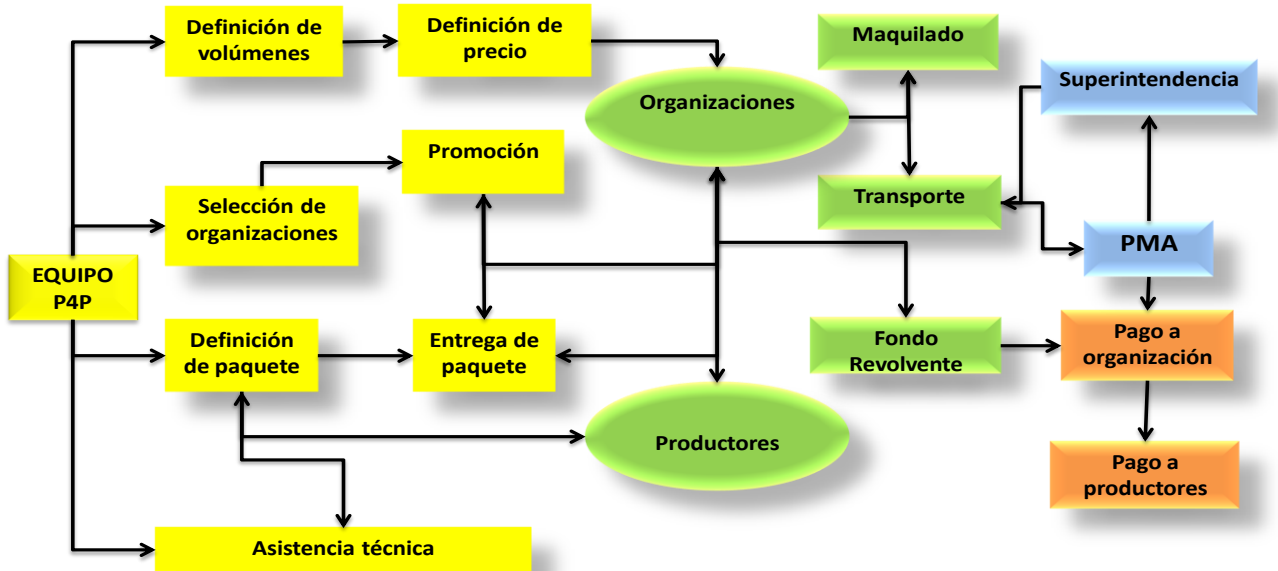 Definición de
volúmenes
Definición de
precio
Maquilado
Superintendencia
Organizaciones
Promoción
Selección de
organizaciones
Transporte
PMA
EQUIPO
P4P
Definición
de paquete
Entrega de
paquete
Fondo
Revolvente
Pago a
organización
Productores
Pago a
productores
Asistencia técnica